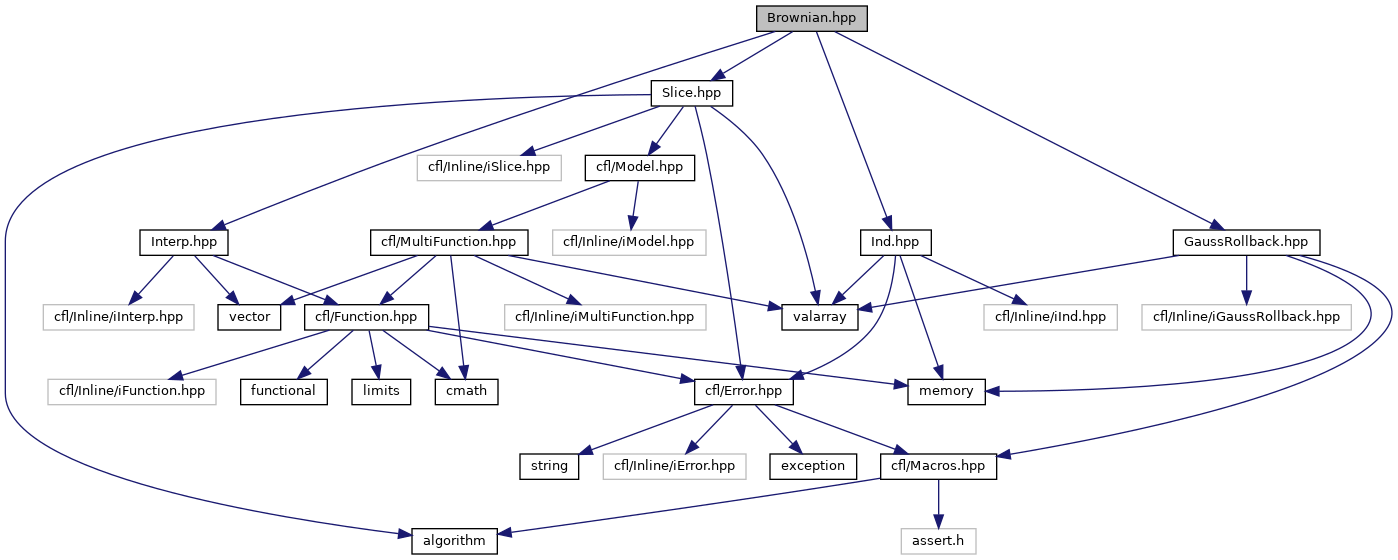 Brownian.hpp
Slice.hpp
cfl/Inline/iSlice.hpp
cfl/Model.hpp
Interp.hpp
cfl/MultiFunction.hpp
cfl/Inline/iModel.hpp
Ind.hpp
GaussRollback.hpp
cfl/Inline/iInterp.hpp
vector
cfl/Function.hpp
cfl/Inline/iMultiFunction.hpp
valarray
cfl/Inline/iInd.hpp
cfl/Inline/iGaussRollback.hpp
cfl/Inline/iFunction.hpp
functional
limits
cmath
cfl/Error.hpp
memory
string
cfl/Inline/iError.hpp
exception
cfl/Macros.hpp
algorithm
assert.h